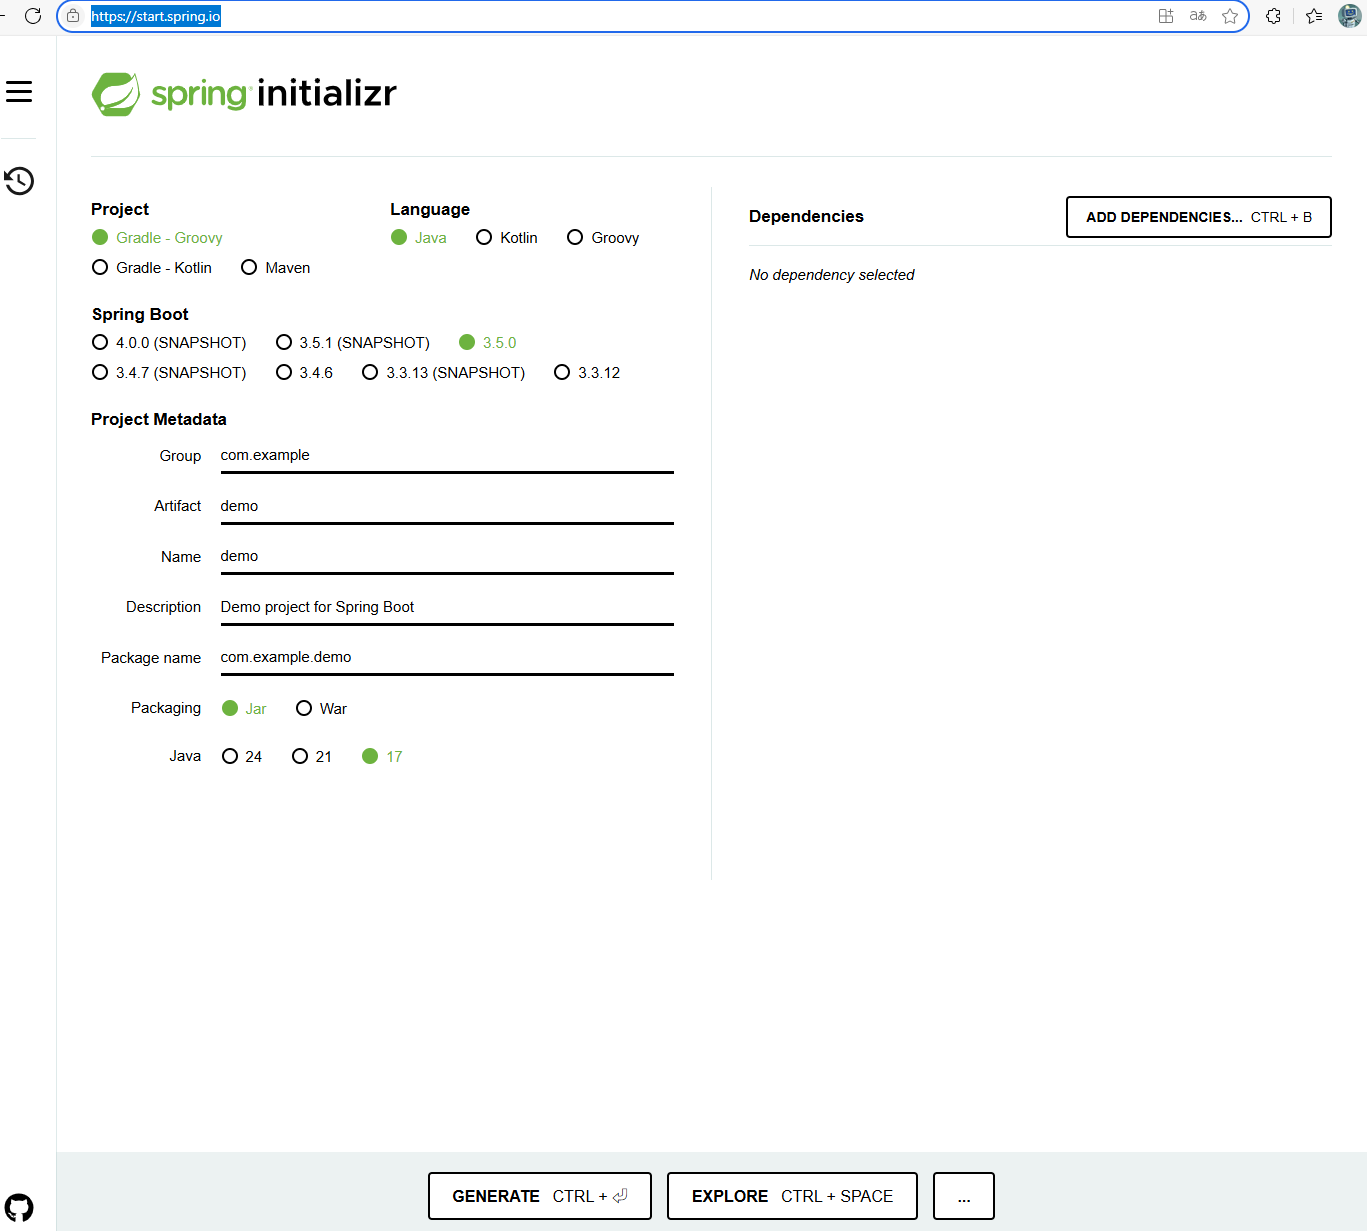 https://start.spring.io
spring initializr
Project
Gradle - Groovy
Gradle - Kotlin Maven
Language
Java Kotlin Groovy
Spring Boot
4.0.0 (SNAPSHOT) 3.5.1 (SNAPSHOT) 3.5.0
3.4.7 (SNAPSHOT) 3.4.6 3.3.13 (SNAPSHOT) 3.3.12
Project Metadata
Group com.example
Artifact demo
Name demo
Description Demo project for Spring Boot
Package name com.example.demo
Packaging Jar War
Java 24 21 17
Dependencies
ADD DEPENDENCIES... CTRL + B
No dependency selected
GENERATE CTRL + ⏎
EXPLORE CTRL + SPACE
...